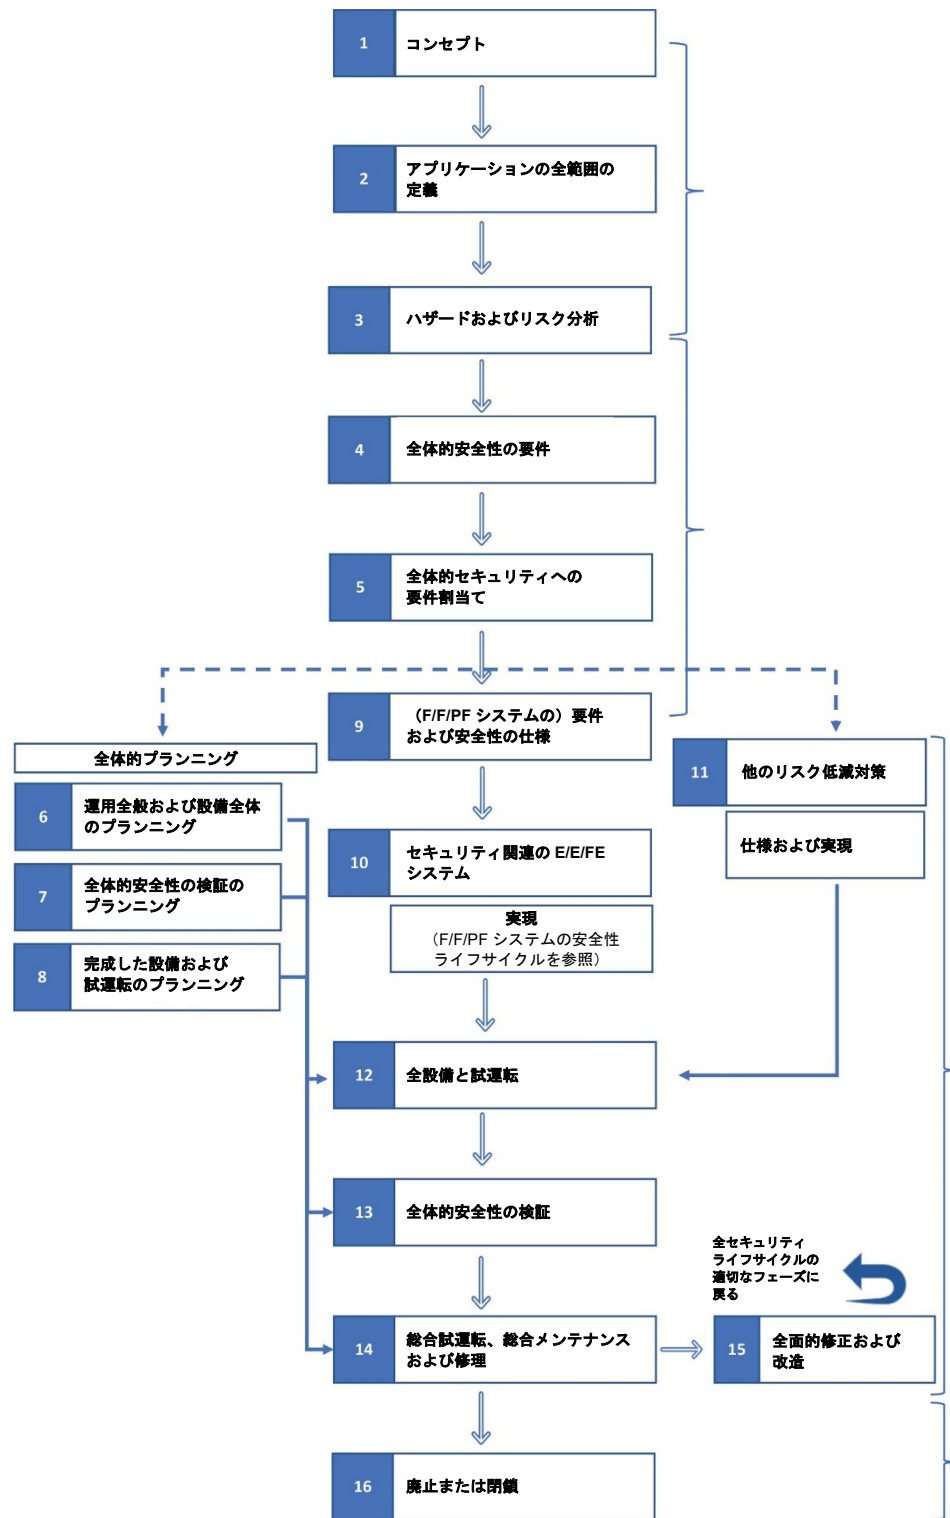 1
コンセプト
2
アプリケーションの全範囲の
定義
3
ハザードおよびリスク分析
4
全体的安全性の要件
5
全体的セキュリティへの
要件割当て
9
（F/F/PF システムの）要件
および安全性の仕様
全体的プランニング
6
運用全般および設備全体
のプランニング
7
全体的安全性の検証の
プランニング
8
完成した設備および
試運転のプランニング
11
他のリスク低減対策
仕様および実現
10
セキュリティ関連の E/E/FE
システム
実現
（F/F/PF システムの安全性
ライフサイクルを参照）
12
全設備と試運転
13
全体的安全性の検証
全セキュリティ
ライフサイクルの
適切なフェーズに
戻る
14
総合試運転、総合メンテナンス
および修理
15
全面的修正および
改造
16
廃止または閉鎖